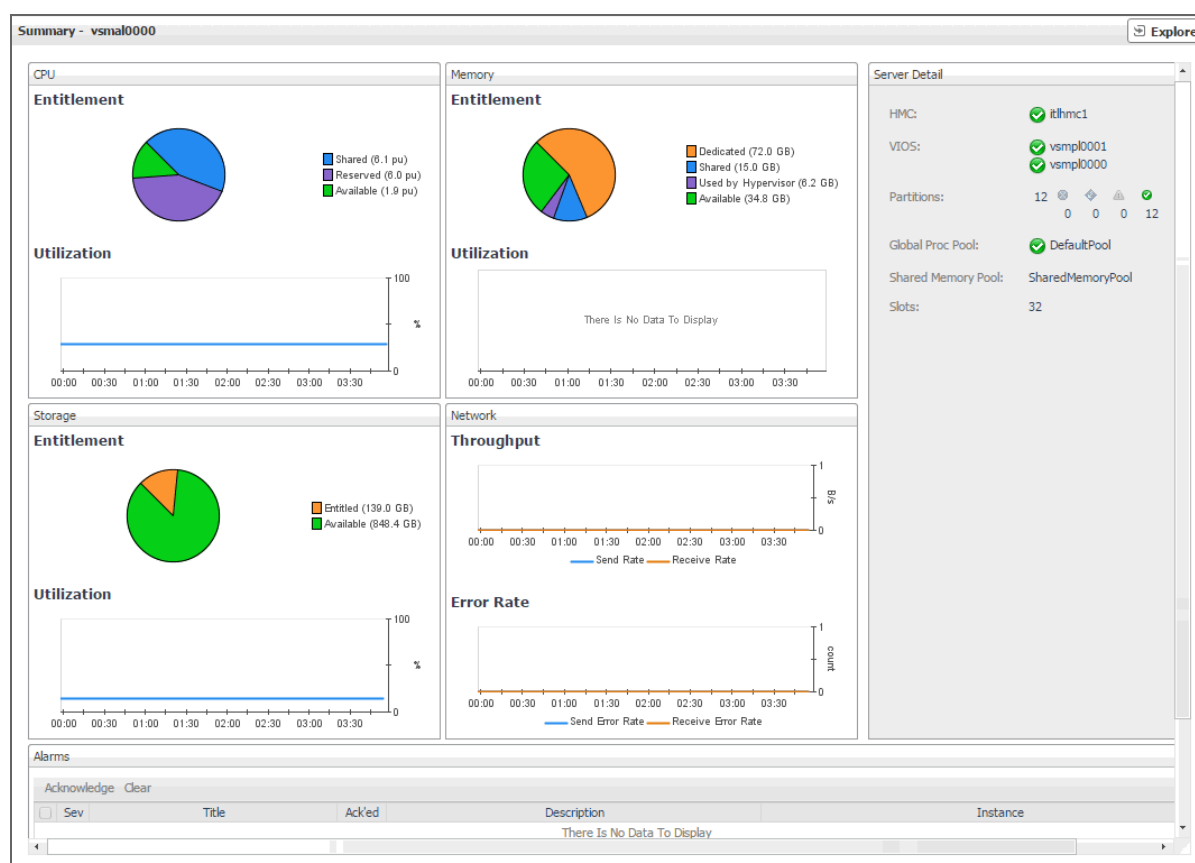 Summary - vsmal0000
Explore
CPU
Entitlement
Shared (6.1 pu)
Reserved (6.0 pu)
Available (1.9 pu)
Utilization
100
%
0
00:00 00:30 01:00 01:30 02:00 02:30 03:00 03:30
Memory
Entitlement
Dedicated (72.0 GB)
Shared (15.0 GB)
Used by Hypervisor (6.2 GB)
Available (34.8 GB)
Utilization
There Is No Data To Display
00:00 00:30 01:00 01:30 02:00 02:30 03:00 03:30
Server Detail
HMC: itlhmc1
VIOS: vsmpl0001
vsmpl0000
Partitions: 12
0 0 0 12
Global Proc Pool: DefaultPool
Shared Memory Pool: SharedMemoryPool
Slots: 32
Storage
Entitlement
Entitled (139.0 GB)
Available (848.4 GB)
Utilization
100
%
0
00:00 00:30 01:00 01:30 02:00 02:30 03:00 03:30
Network
Throughput
1
B/s
0
00:00 00:30 01:00 01:30 02:00 02:30 03:00 03:30
Send Rate Receive Rate
Error Rate
1
count
0
00:00 00:30 01:00 01:30 02:00 02:30 03:00 03:30
Send Error Rate Receive Error Rate
Alarms
Acknowledge Clear
Sev Title Ack'ed Description Instance
There Is No Data To Display